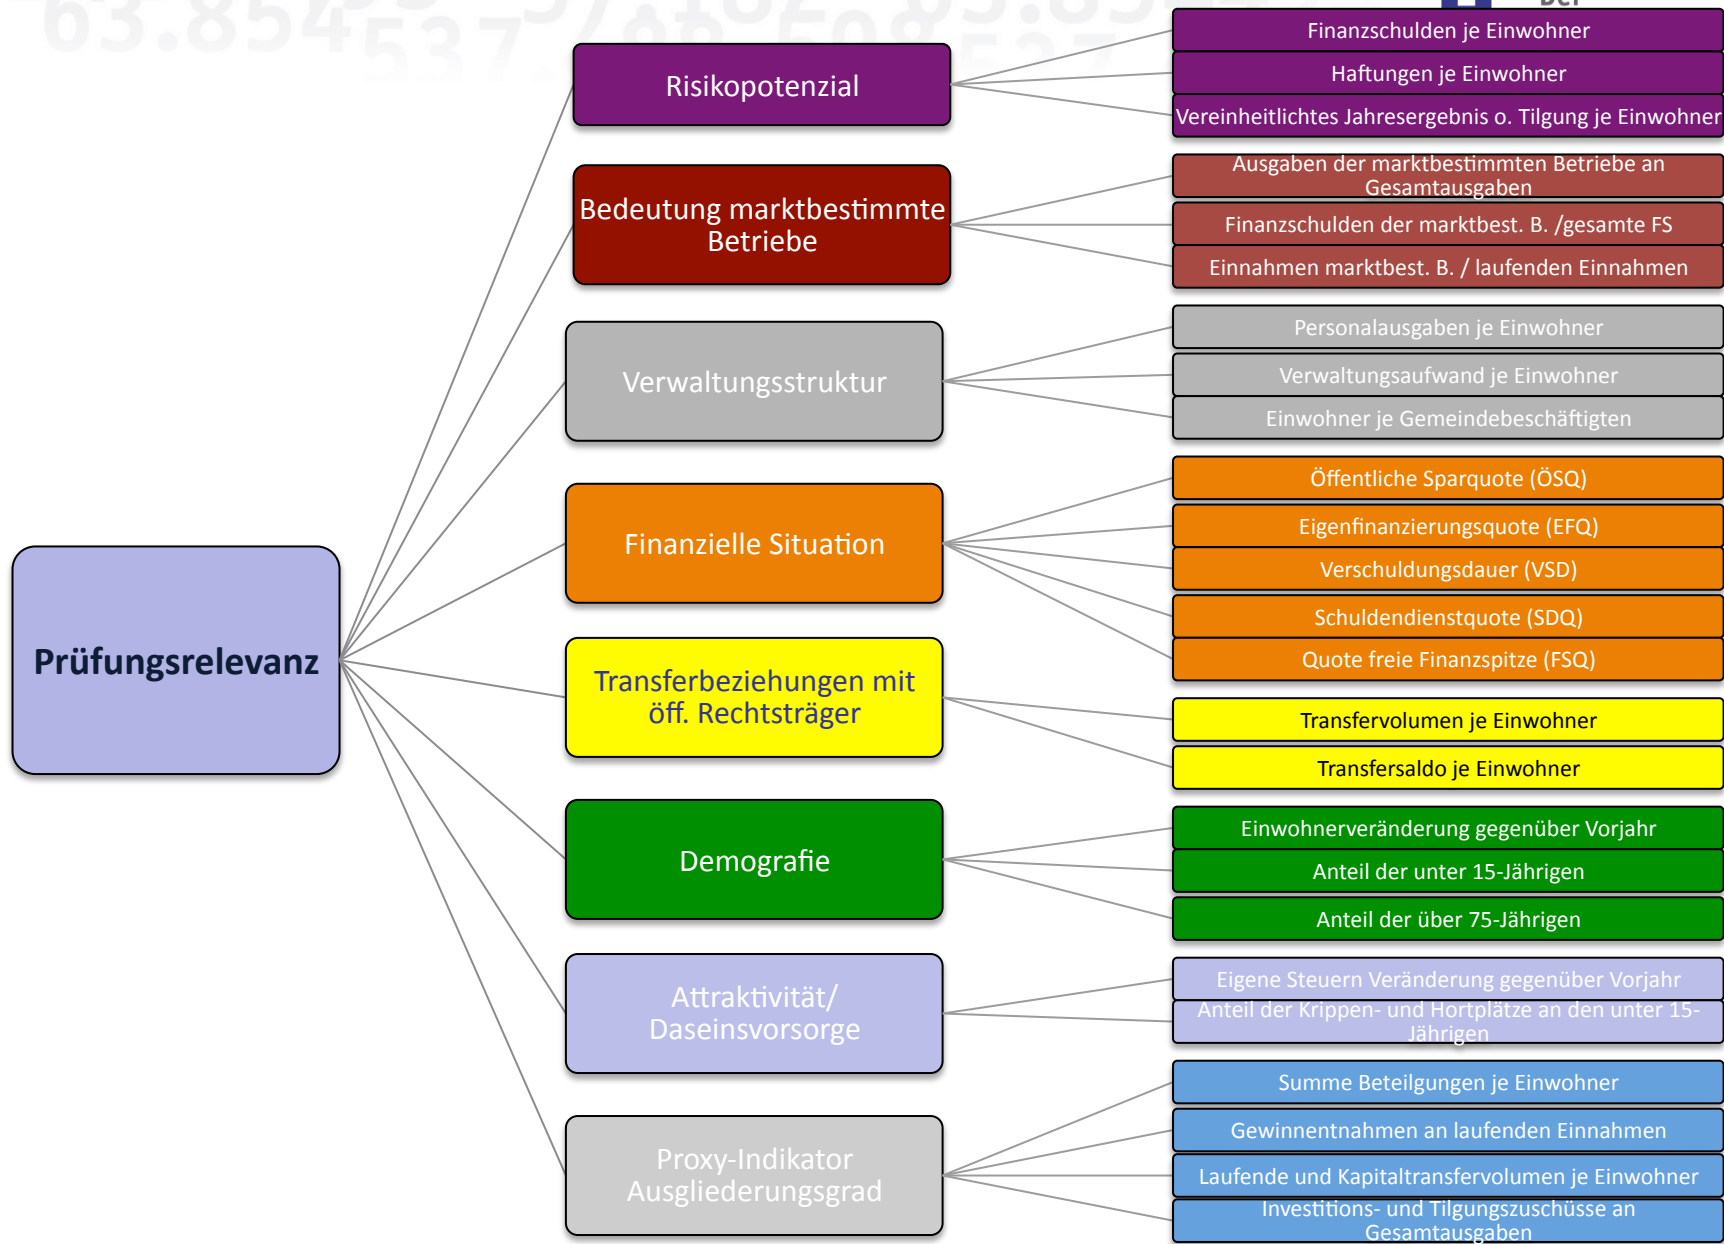 63.854
537.
Der
Prüfungsrelevanz
Risikopotenzial
Finanzschulden je Einwohner
Haftungen je Einwohner
Vereinheitlichtes Jahresergebnis o. Tilgung je Einwohner
Bedeutung marktbestimmte
Betriebe
Ausgaben der marktbestimmten Betriebe an
Gesamtausgaben
Finanzschulden der marktbest. B. /gesamte FS
Einnahmen marktbest. B. / laufenden Einnahmen
Verwaltungsstruktur
Personalausgaben je Einwohner
Verwaltungsaufwand je Einwohner
Einwohner je Gemeindebeschäftigten
Finanzielle Situation
Öffentliche Sparquote (ÖSQ)
Eigenfinanzierungsquote (EFQ)
Verschuldungsdauer (VSD)
Schuldendienstquote (SDQ)
Quote freie Finanzspitze (FSQ)
Transferbeziehungen mit
öff. Rechtsträger
Transfervolumen je Einwohner
Transfersaldo je Einwohner
Demografie
Einwohnerveränderung gegenüber Vorjahr
Anteil der unter 15-Jährigen
Anteil der über 75-Jährigen
Attraktivität/
Daseinsvorsorge
Eigene Steuern Veränderung gegenüber Vorjahr
Anteil der Krippen- und Hortplätze an den unter 15-
Jährigen
Proxy-Indikator
Ausgliederungsgrad
Summe Beteilgungen je Einwohner
Gewinnentnahmen an laufenden Einnahmen
Laufende und Kapitaltransfervolumen je Einwohner
Investitions- und Tilgungszuschüsse an
Gesamtausgaben